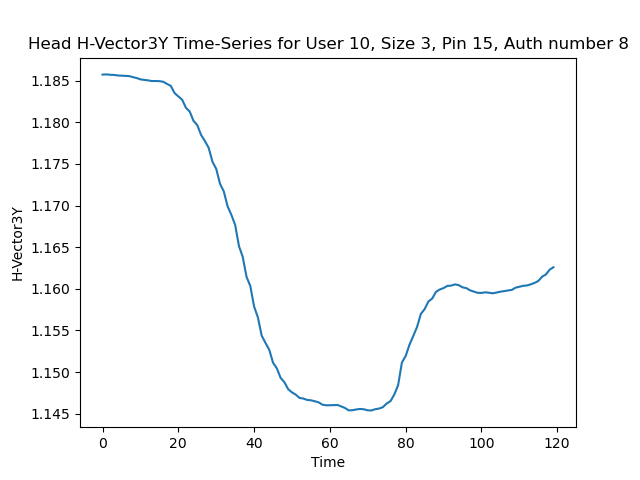 Head H-Vector3Y Time-Series for User 10, Size 3, Pin 15, Auth number 8
1.185
1.180
1.175
1.170
1.165
1.160
1.155
1.150
1.145
H-Vector3Y
0 20 40 60 80 100 120
Time